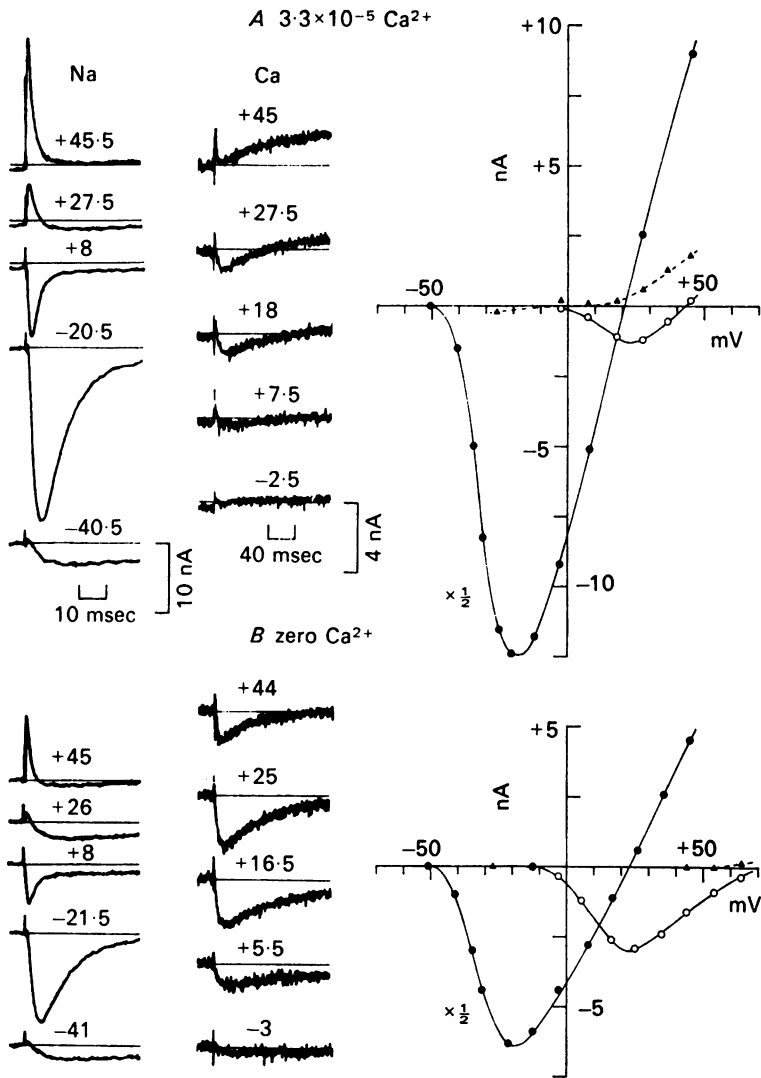 A 3·3×10⁻⁵ Ca²⁺
Na
Ca
+45·5
+27·5
+8
−20·5
−40·5
10 nA
10 msec
+45
+27·5
+18
+7·5
−2·5
4 nA
40 msec
+10
nA
+5
−50
+50
mV
−5
−10
× ½
B zero Ca²⁺
+45
+26
+8
−21·5
−41
+44
+25
+16·5
+5·5
−3
+5
nA
−50
+50
mV
−5
× ½